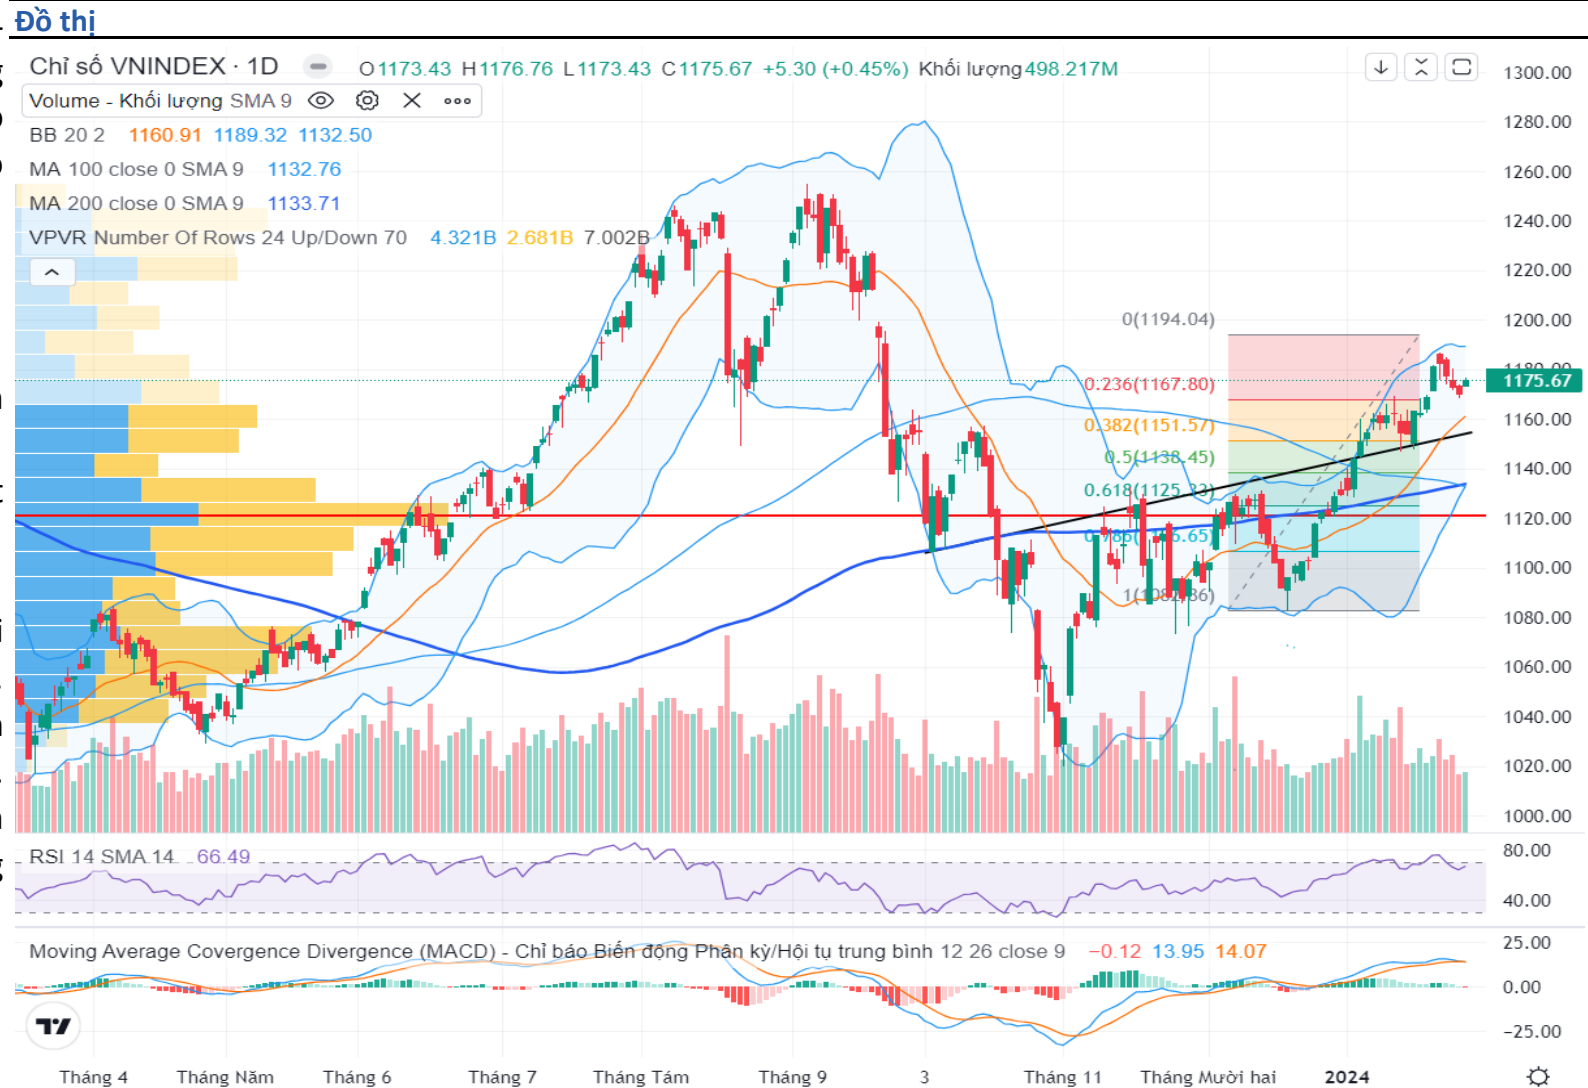 Đồ thị
Chỉ số VNINDEX · 1D O1173.43 H1176.76 L1173.43 C1175.67 +5.30 (+0.45%) Khối lượng498.217M
Volume - Khối lượng SMA 9
BB 20 2 1160.91 1189.32 1132.50
MA 100 close 0 SMA 9 1132.76
MA 200 close 0 SMA 9 1133.71
VPVR Number Of Rows 24 Up/Down 70 4.321B 2.681B 7.002B
1300.00
1280.00
1260.00
1240.00
1220.00
1200.00
1180.00
1175.67
1160.00
1140.00
1120.00
1100.00
1080.00
1060.00
1040.00
1020.00
1000.00
0(1194.04)
0.236(1167.80)
0.382(1151.57)
0.5(1138.45)
0.618(1125.33)
RSI 14 SMA 14 66.49
80.00
40.00
Moving Average Covergence Divergence (MACD) - Chỉ báo Biến động Phân kỳ/Hội tụ trung bình 12 26 close 9 −0.12 13.95 14.07
25.00
0.00
−25.00
Tháng 4 Tháng Năm Tháng 6 Tháng 7 Tháng Tám Tháng 9 3 Tháng 11 Tháng Mười hai 2024